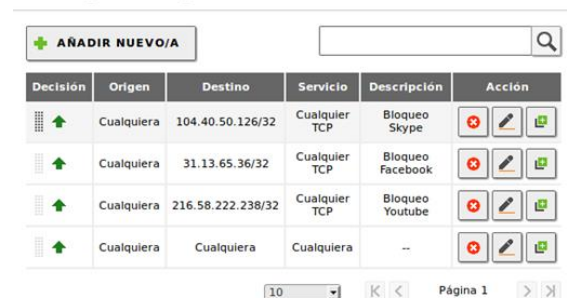 AÑADIR NUEVO/A
Decisión Origen Destino Servicio Descripción Acción
Cualquiera 104.40.50.126/32 Cualquier TCP Bloqueo Skype
Cualquiera 31.13.65.36/32 Cualquier TCP Bloqueo Facebook
Cualquiera 216.58.222.238/32 Cualquier TCP Bloqueo Youtube
Cualquiera Cualquiera Cualquiera --
10 Página 1